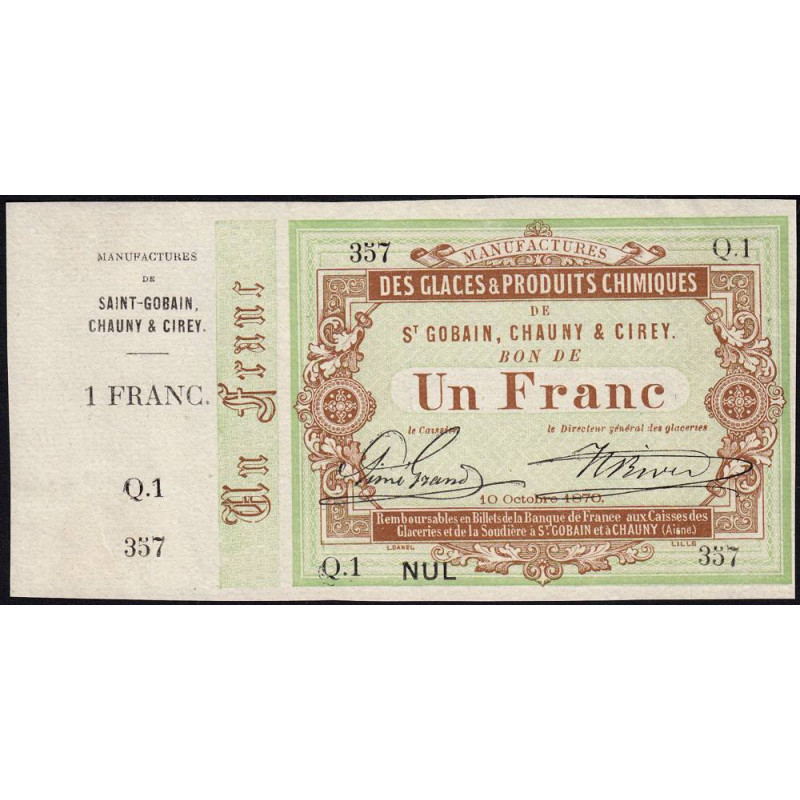 MANUFACTURES
DE
SAINT-GOBAIN,
CHAUNY & CIREY.
1 FRANC.
Q.1
357
Un Franc
357
Q.1
MANUFACTURES
DES GLACES & PRODUITS CHIMIQUES
DE
ST GOBAIN, CHAUNY & CIREY.
BON DE
Un Franc
le Caissier
le Directeur général des glaceries
10 Octobre 1870.
Remboursables en Billets de la Banque de France aux Caisses des
Glaceries et de la Soudière à ST GOBAIN et à CHAUNY (Aisne.)
L. DANEL
LILLE
Q.1
NUL
357